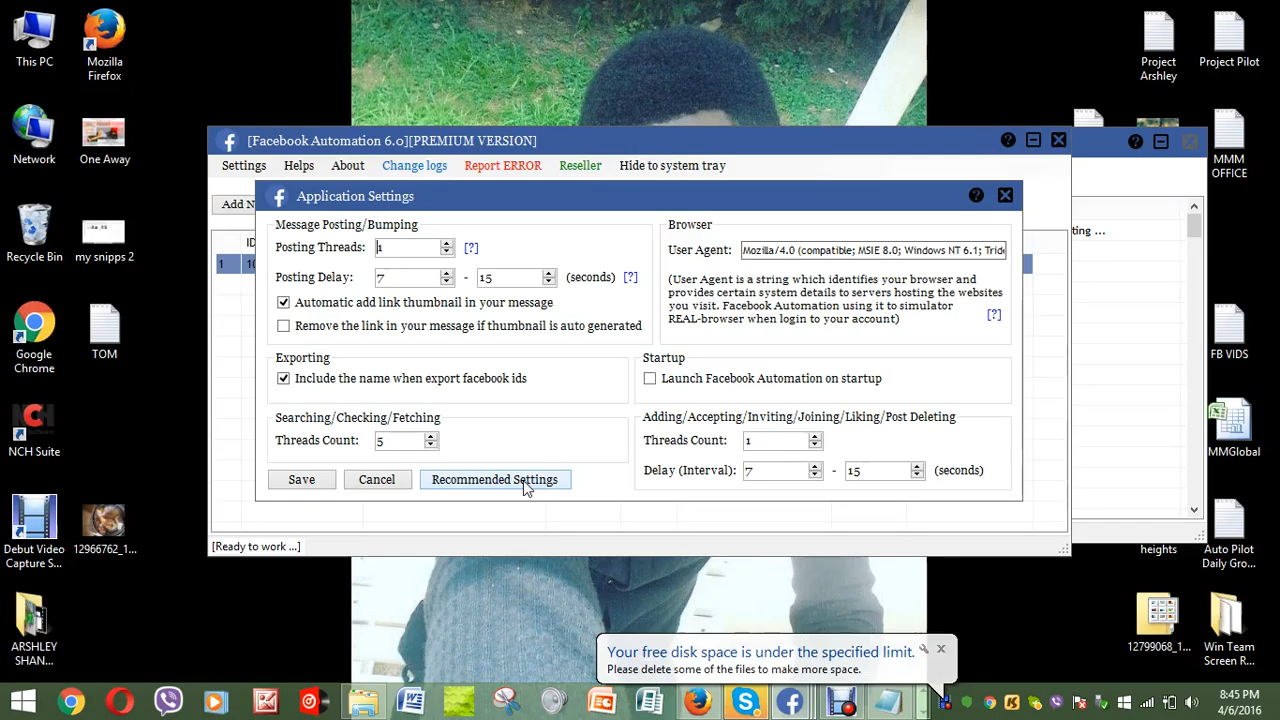 This PC
Mozilla
Firefox
Project
Arshley
Project Pilot
Network
One Away
MMM
OFFICE
Recycle Bin
my snipps 2
Google
Chrome
TOM
FB VIDS
NCH Suite
MMGlobal
Debut Video
Capture S...
12966762_1...
heights
Auto Pilot
Daily Gro...
ARSHLEY
SHAN...
12799068_1...
Win Team
Screen R...
[Facebook Automation 6.0][PREMIUM VERSION]
Settings Helps About Change logs Report ERROR Reseller Hide to system tray
Add N
ting ...
ID
1 10
Application Settings
Message Posting/Bumping
Posting Threads: 1 [?]
Posting Delay: 7 - 15 (seconds) [?]
Automatic add link thumbnail in your message
Remove the link in your message if thumbnail is auto generated
Browser
User Agent: Mozilla/4.0 (compatible; MSIE 8.0; Windows NT 6.1; Tride
(User Agent is a string which identifies your browser and
provides certain system details to servers hosting the websites
you visit. Facebook Automation using it to simulator
REAL-browser when login to your account) [?]
Exporting
Include the name when export facebook ids
Startup
Launch Facebook Automation on startup
Searching/Checking/Fetching
Threads Count: 5
Adding/Accepting/Inviting/Joining/Liking/Post Deleting
Threads Count: 1
Delay (Interval): 7 - 15 (seconds)
Save Cancel Recommended Settings
[Ready to work ...]
Your free disk space is under the specified limit.
Please delete some of the files to make more space.
8:45 PM
4/6/2016